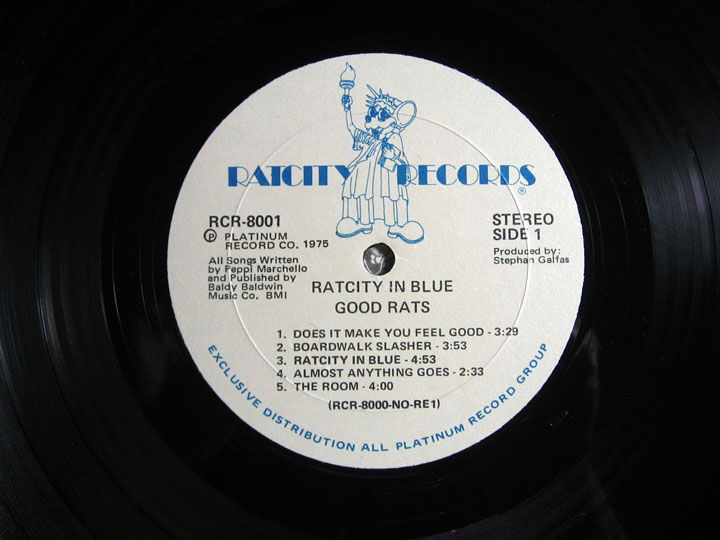 RATCITY RECORDS®
RCR-8001
℗ PLATINUM
RECORD CO. 1975
All Songs Written
by Peppi Marchello
and Published by
Baldy Baldwin
Music Co. BMI
STEREO
SIDE 1
Produced by:
Stephan Galfas
RATCITY IN BLUE
GOOD RATS
1. DOES IT MAKE YOU FEEL GOOD - 3:29
2. BOARDWALK SLASHER - 3:53
3. RATCITY IN BLUE - 4:53
4. ALMOST ANYTHING GOES - 2:33
5. THE ROOM - 4:00
(RCR-8000-NO-RE1)
EXCLUSIVE DISTRIBUTION ALL PLATINUM RECORD GROUP